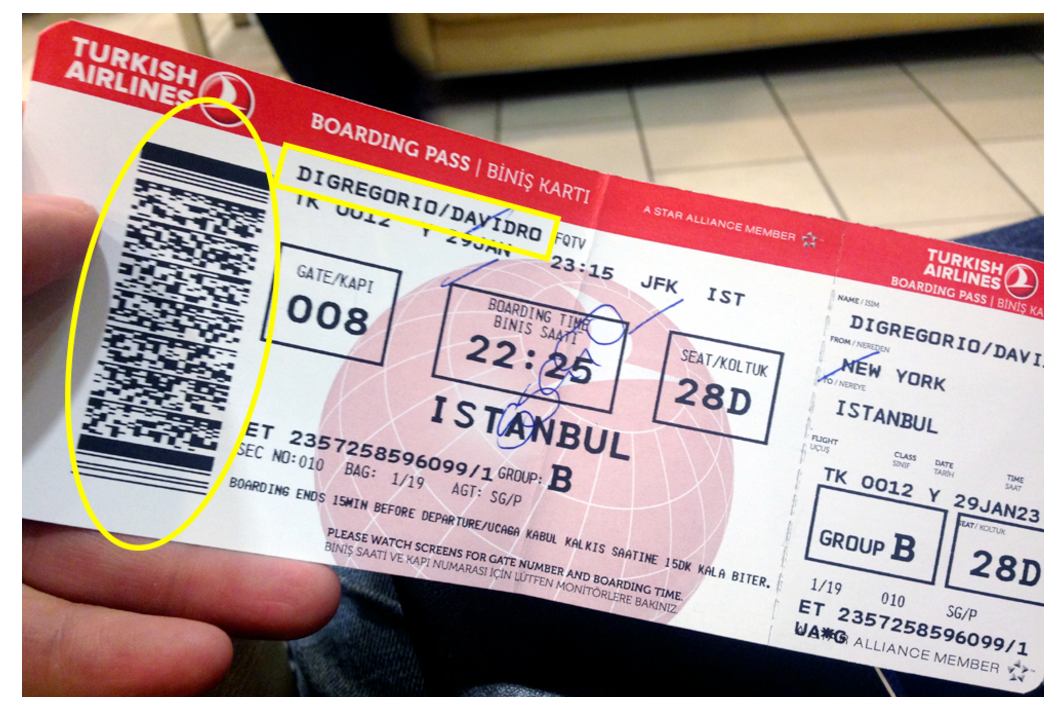 TURKISH
AIRLINES
BOARDING PASS | BİNİŞ KARTI
A STAR ALLIANCE MEMBER
DIGREGORIO/DAVIDRO
FQTV
TK 0012 Y 29JAN 23:15 JFK IST
GATE/KAPI
008
BOARDING TIME
BINIS SAATI
22:25
SEAT/KOLTUK
28D
ISTANBUL
ET 2357258596099/1 GROUP: B
SEC NO:010 BAG: 1/19 AGT: SG/P
BOARDING ENDS 15MIN BEFORE DEPARTURE/UCAGA KABUL KALKIS SAATINE 15DK KALA BITER.
PLEASE WATCH SCREENS FOR GATE NUMBER AND BOARDING TIME.
BİNİŞ SAATİ VE KAPI NUMARASI İÇİN LÜTFEN MONİTÖRLERE BAKINIZ.
TURKISH
AIRLINES
BOARDING PASS | BİNİŞ KA
NAME / ISIM
DIGREGORIO/DAVI
FROM / NEREDEN
NEW YORK
TO / NEREYE
ISTANBUL
FLIGHT
UÇUŞ
CLASS
SINIF
DATE
TARİH
TIME
SAAT
TK 0012 Y 29JAN23
GROUP B
SEAT/ KOLTUK
28D
1/19 010 SG/P
ET 2357258596099/1
UA*G
A STAR ALLIANCE MEMBER